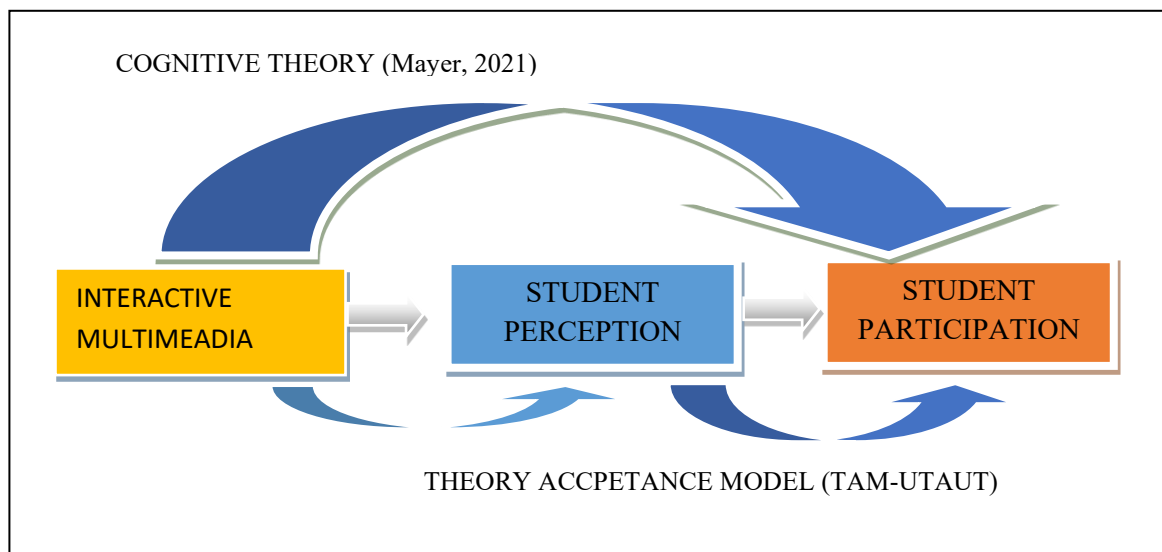 COGNITIVE THEORY (Mayer, 2021)
INTERACTIVE
MULTIMEADIA
STUDENT
PERCEPTION
STUDENT
PARTICIPATION
THEORY ACCPETANCE MODEL (TAM-UTAUT)